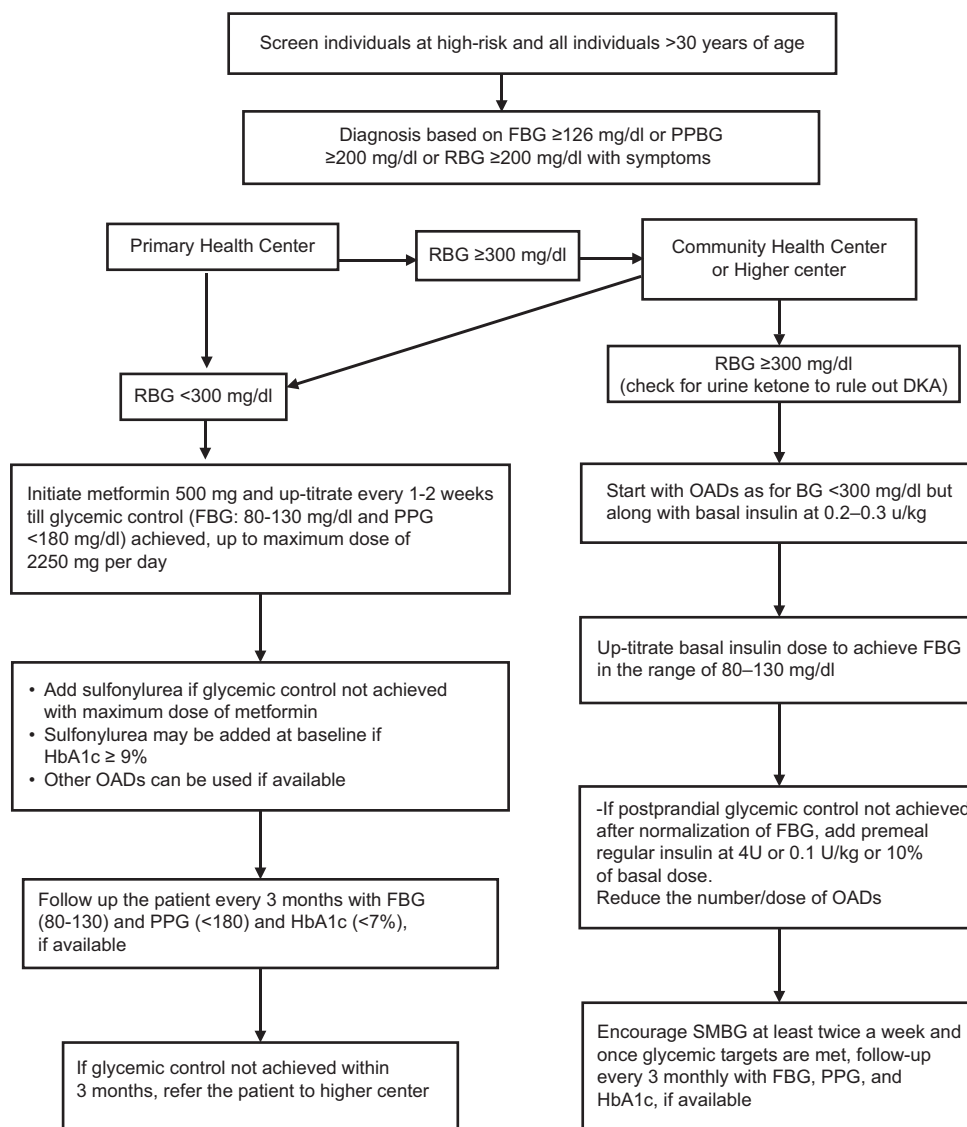 Screen individuals at high-risk and all individuals >30 years of age
Diagnosis based on FBG ≥126 mg/dl or PPBG
≥200 mg/dl or RBG ≥200 mg/dl with symptoms
Primary Health Center
RBG ≥300 mg/dl
Community Health Center
or Higher center
RBG <300 mg/dl
RBG ≥300 mg/dl
(check for urine ketone to rule out DKA)
Initiate metformin 500 mg and up-titrate every 1-2 weeks
till glycemic control (FBG: 80-130 mg/dl and PPG
<180 mg/dl) achieved, up to maximum dose of
2250 mg per day
Start with OADs as for BG <300 mg/dl but
along with basal insulin at 0.2–0.3 u/kg
Up-titrate basal insulin dose to achieve FBG
in the range of 80–130 mg/dl
• Add sulfonylurea if glycemic control not achieved
with maximum dose of metformin
• Sulfonylurea may be added at baseline if
HbA1c ≥ 9%
• Other OADs can be used if available
-If postprandial glycemic control not achieved
after normalization of FBG, add premeal
regular insulin at 4U or 0.1 U/kg or 10%
of basal dose.
Reduce the number/dose of OADs
Follow up the patient every 3 months with FBG
(80-130) and PPG (<180) and HbA1c (<7%),
if available
If glycemic control not achieved within
3 months, refer the patient to higher center
Encourage SMBG at least twice a week and
once glycemic targets are met, follow-up
every 3 monthly with FBG, PPG, and
HbA1c, if available